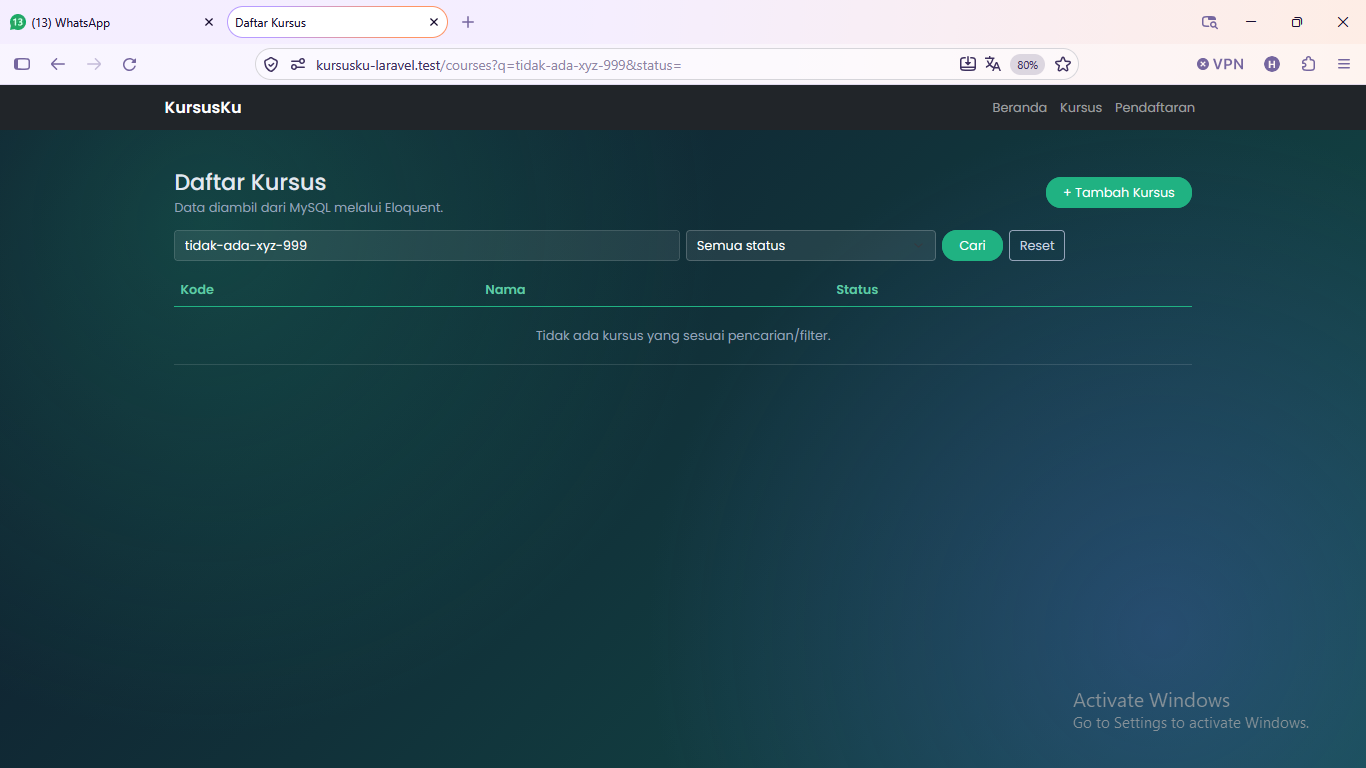 13 (13) WhatsApp
Daftar Kursus
kursusku-laravel.test/courses?q=tidak-ada-xyz-999&status=
80%
VPN
H
KursusKu
Beranda Kursus Pendaftaran
Daftar Kursus
Data diambil dari MySQL melalui Eloquent.
+ Tambah Kursus
tidak-ada-xyz-999 Semua status Cari Reset
Kode Nama Status
Tidak ada kursus yang sesuai pencarian/filter.
Activate Windows
Go to Settings to activate Windows.